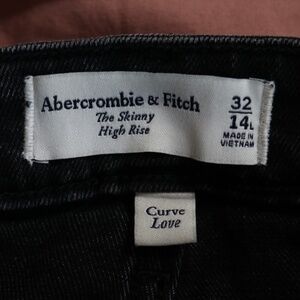 Abercrombie & Fitch
The Skinny
High Rise
32
14L
MADE IN
VIETNAM
Curve
Love